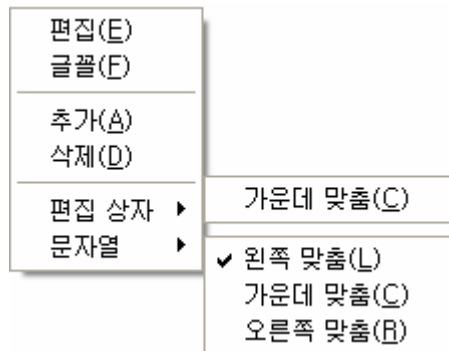 편집(E)
글꼴(F)
추가(A)
삭제(D)
편집 상자
가운데 맞춤(C)
문자열
왼쪽 맞춤(L)
가운데 맞춤(C)
오른쪽 맞춤(R)